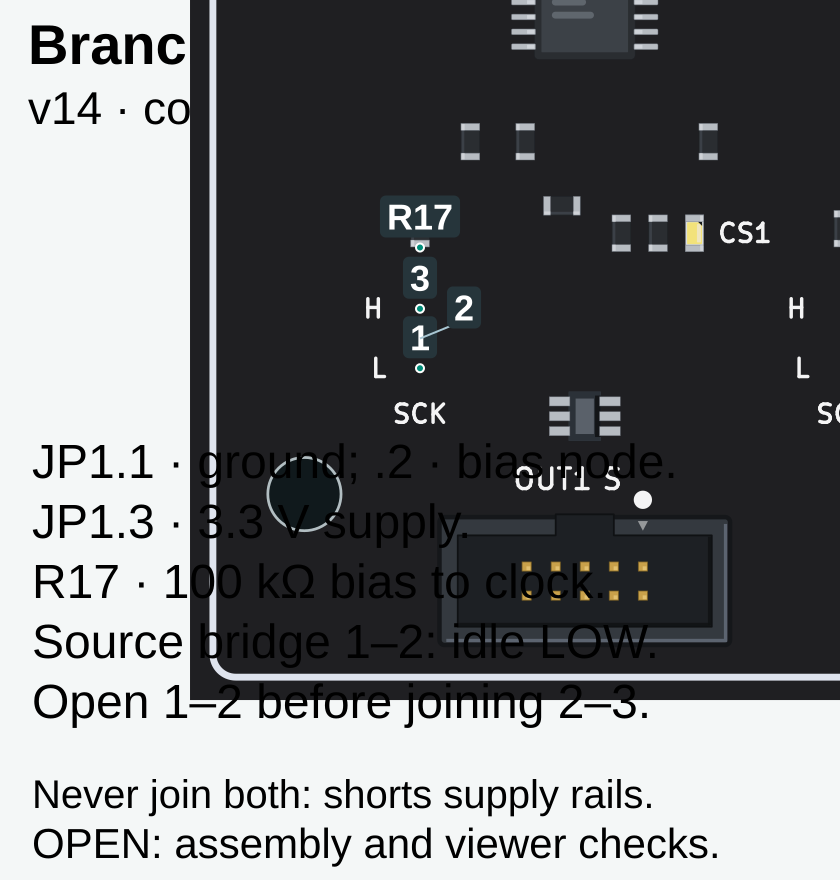 Branc
v14 · co
R17
CS1
3
H
2
H
1
L
L
SCK
SC
JP1.1 · ground; .2 · bias node.
OUT1 S
JP1.3 · 3.3 V supply.
R17 · 100 kΩ bias to clock.
Source bridge 1–2: idle LOW.
Open 1–2 before joining 2–3.
Never join both: shorts supply rails.
OPEN: assembly and viewer checks.